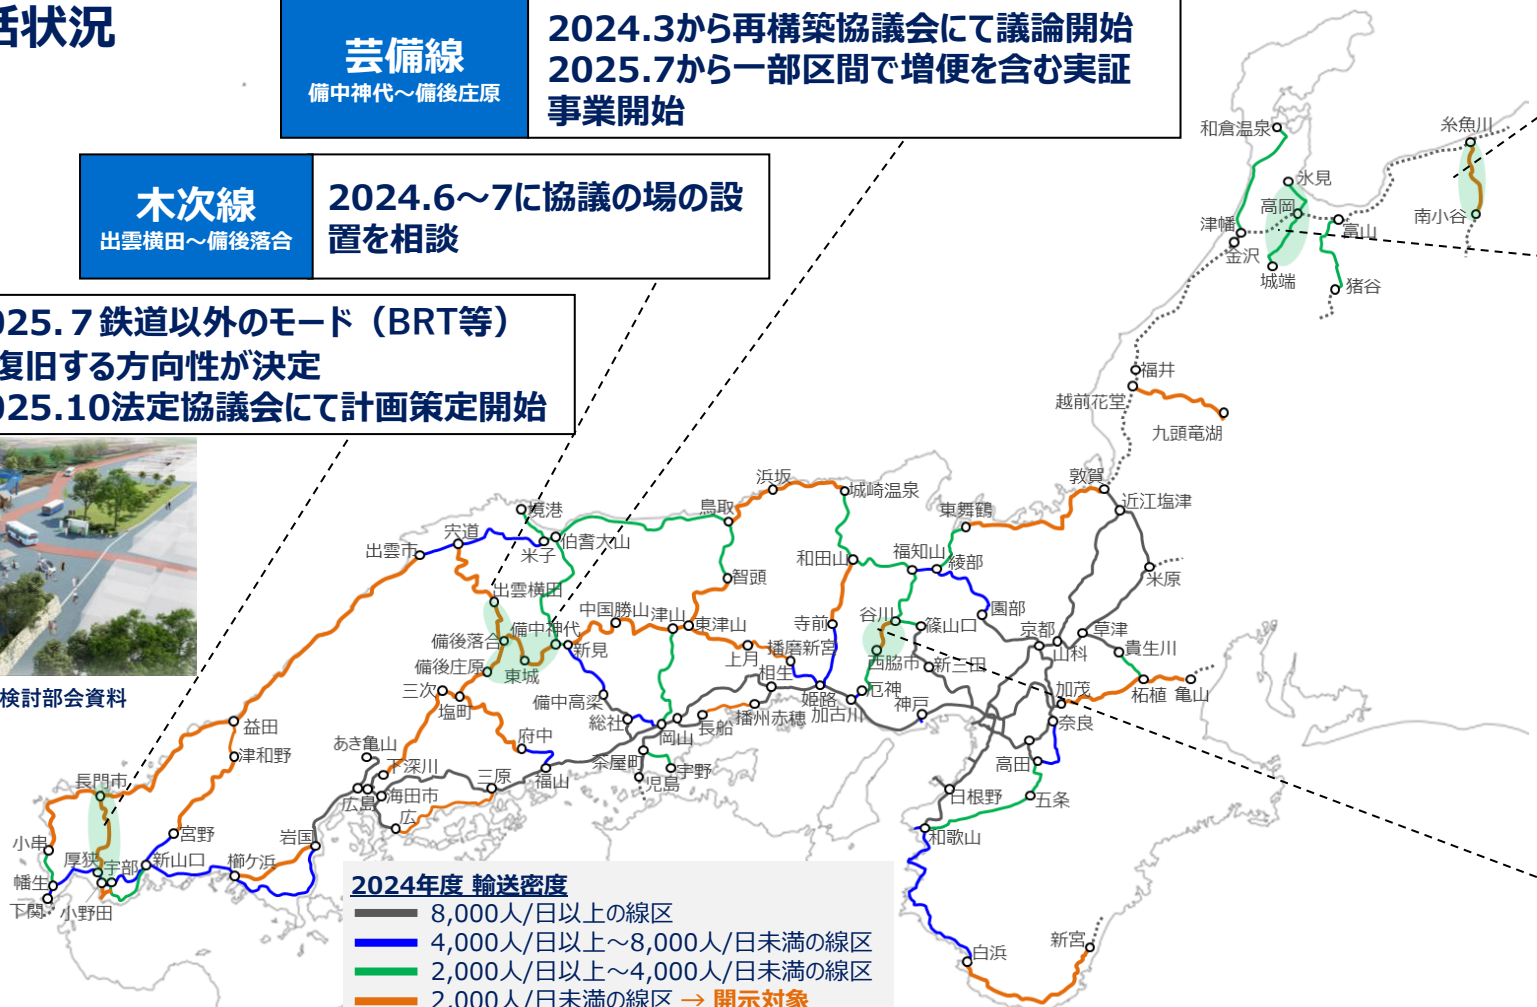 活状況
芸備線
備中神代～備後庄原
2024.3から再構築協議会にて議論開始
2025.7から一部区間で増便を含む実証
事業開始
木次線
出雲横田～備後落合
2024.6～7に協議の場の設
置を相談
025.７鉄道以外のモード（BRT等）
復旧する方向性が決定
025.10法定協議会にて計画策定開始
検討部会資料
和倉温泉
糸魚川
氷見
高岡
南小谷
津幡
富山
金沢
城端
猪谷
福井
越前花堂
九頭竜湖
敦賀
近江塩津
浜坂
城崎温泉
鳥取
東舞鶴
境港
宍道
出雲市
米子
伯耆大山
和田山
福知山
綾部
米原
智頭
出雲横田
中国勝山
津山
東津山
寺前
谷川
篠山口
園部
京都
山科
草津
備後落合
備中神代
新見
上月
播磨新宮
西脇市
新三田
貴生川
備後庄原
東城
相生
三次
塩町
備中高梁
姫路
加古川
厄神
神戸
加茂
柘植
亀山
総社
岡山
長船
播州赤穂
奈良
益田
津和野
あき亀山
下深川
府中
福山
茶屋町
児島
宇野
高田
長門市
三原
広島
海田市
広
日根野
五条
和歌山
小串
厚狭
宇部
新山口
宮野
櫛ケ浜
岩国
幡生
下関
小野田
白浜
新宮
2024年度 輸送密度
8,000人/日以上の線区
4,000人/日以上～8,000人/日未満の線区
2,000人/日以上～4,000人/日未満の線区
2,000人/日未満の線区 → 開示対象